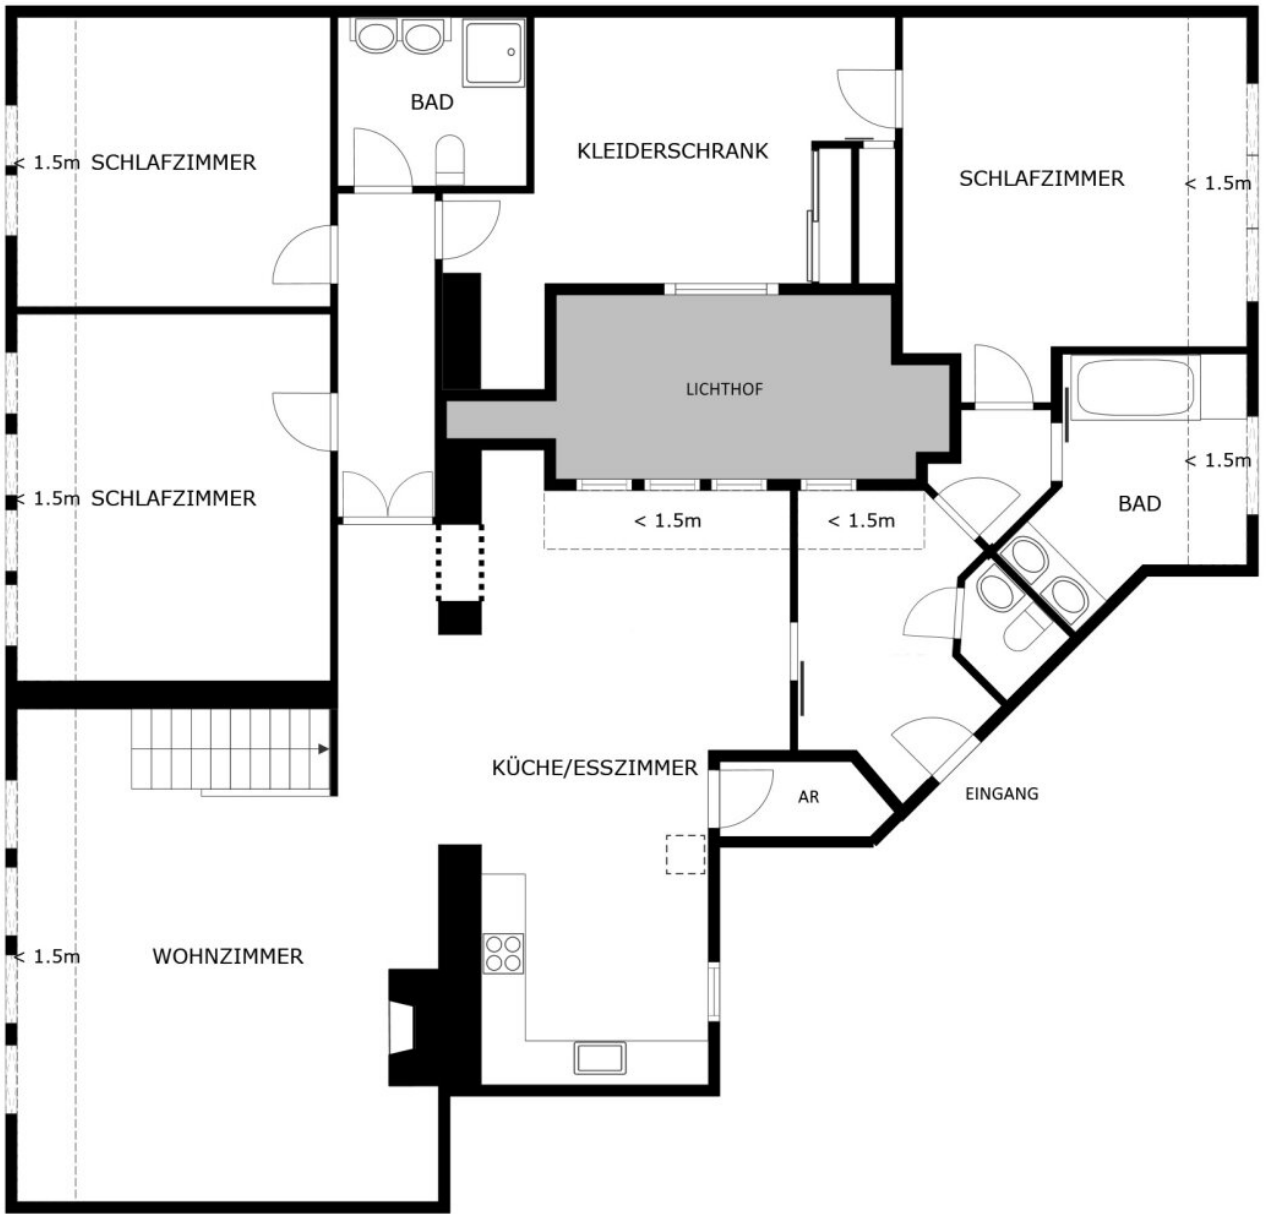 BAD
KLEIDERSCHRANK
< 1.5m SCHLAFZIMMER
SCHLAFZIMMER
< 1.5m
LICHTHOF
< 1.5m
< 1.5m SCHLAFZIMMER
BAD
< 1.5m
< 1.5m
KÜCHE/ESSZIMMER
AR
EINGANG
< 1.5m
WOHNZIMMER